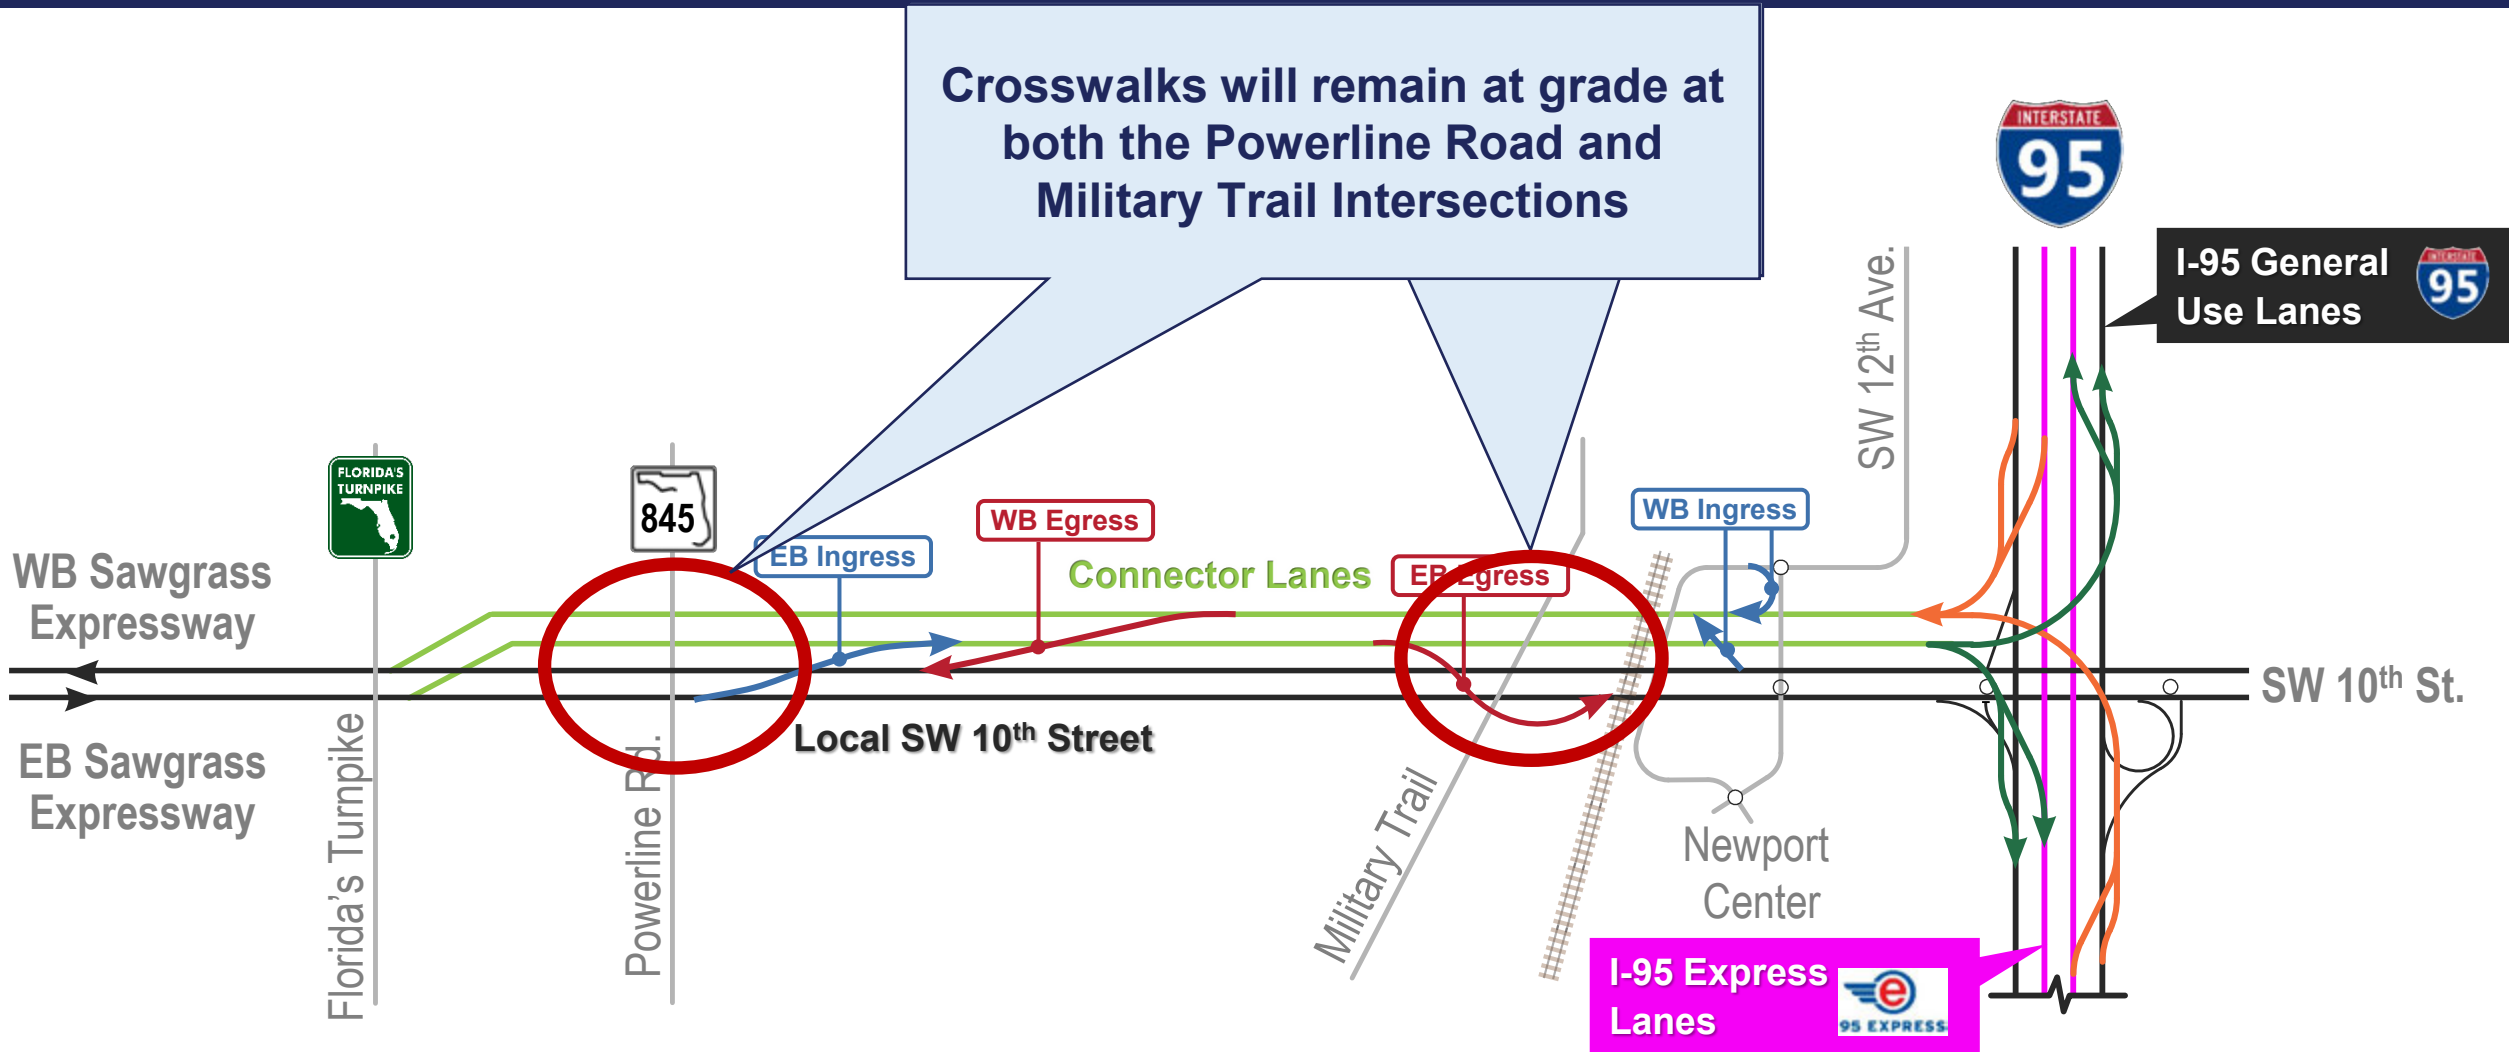 Crosswalks will remain at grade at
both the Powerline Road and
Military Trail Intersections
INTERSTATE
95
I-95 General
Use Lanes
INTERSTATE
95
SW 12th Ave.
FLORIDA'S
TURNPIKE
845
WB Egress
WB Ingress
EB Ingress
EB Egress
Connector Lanes
WB Sawgrass
Expressway
SW 10th St.
Local SW 10th Street
EB Sawgrass
Expressway
Florida's Turnpike
Powerline Rd.
Military Trail
Newport
Center
I-95 Express
Lanes
e
95 EXPRESS